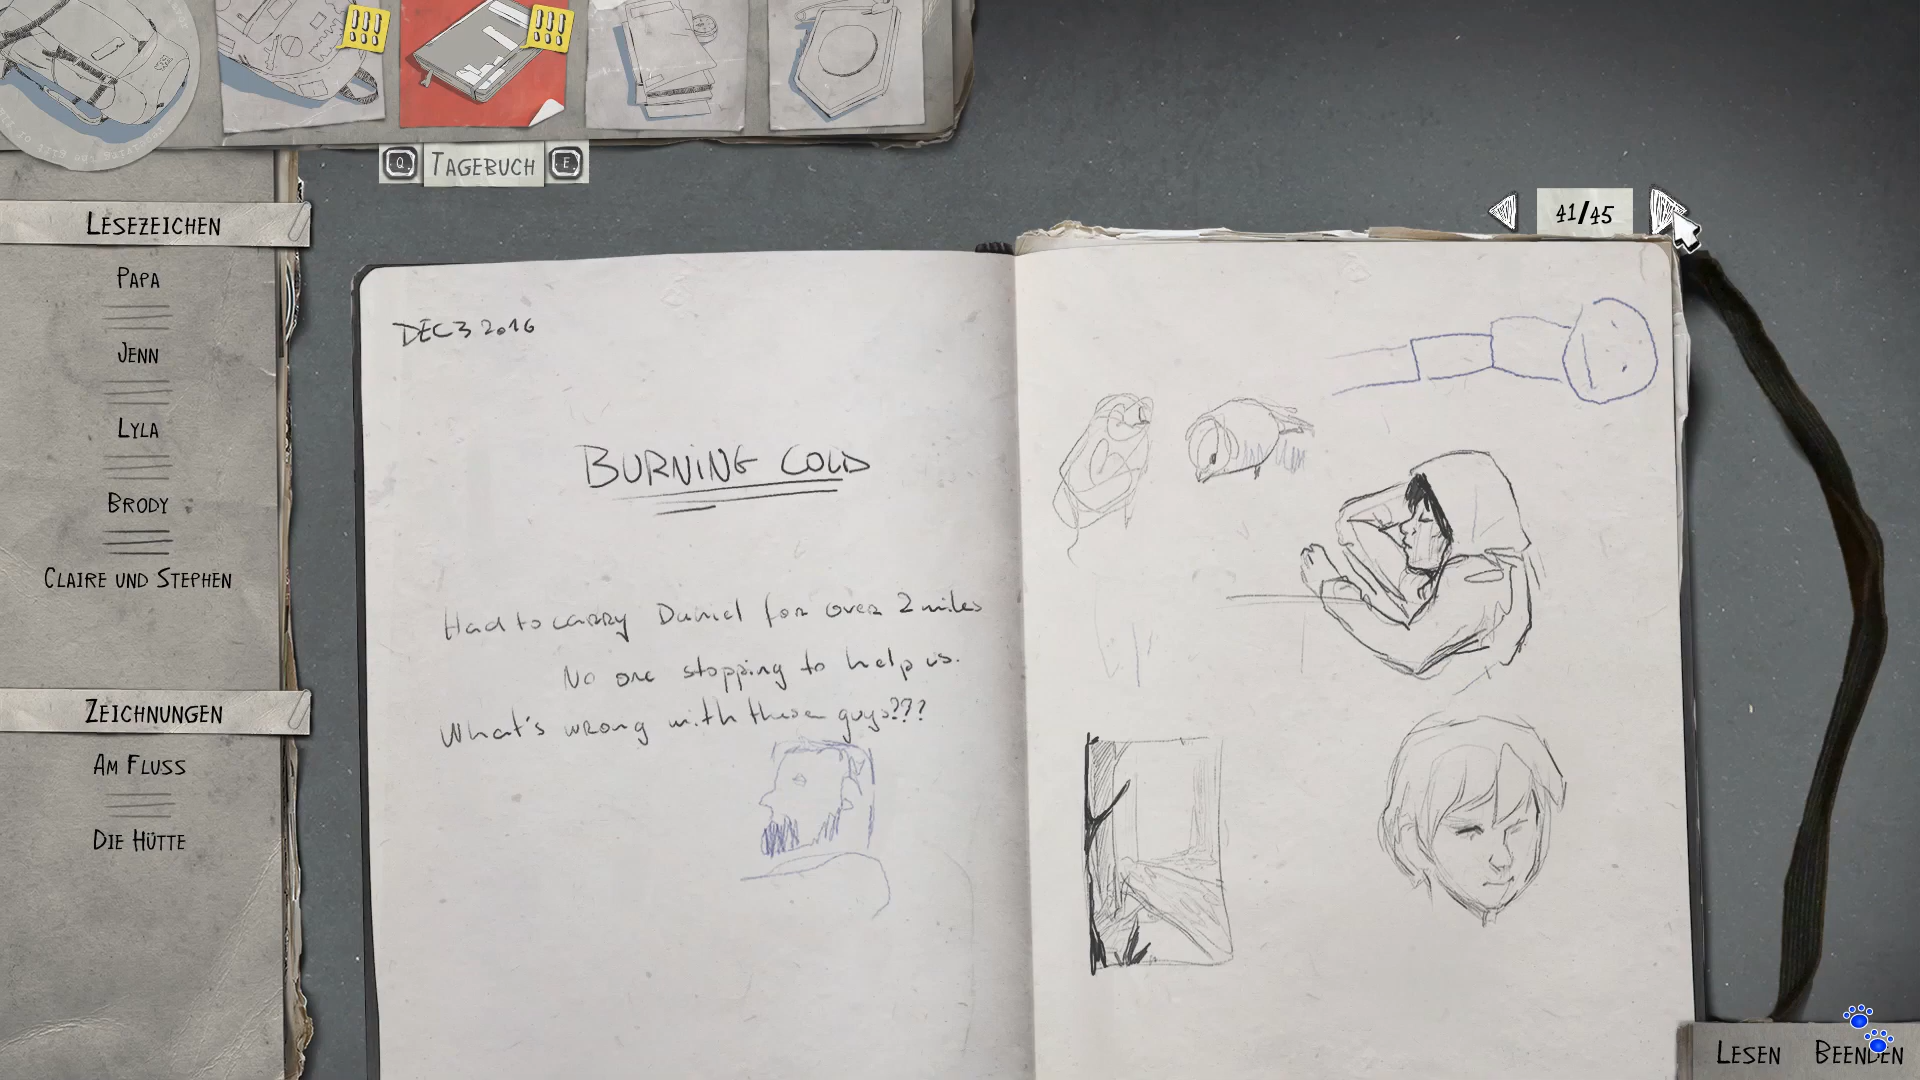 Q TAGEBUCH E
LESEZEICHEN
PAPA
JENN
LYLA
BRODY
CLAIRE UND STEPHEN
ZEICHNUNGEN
AM FLUSS
DIE HÜTTE
41/45
DEC 3 2016
BURNING COLD
Had to carry Daniel for over 2 miles
No one stopping to help us.
What's wrong with these guys???
LESEN BEENDEN